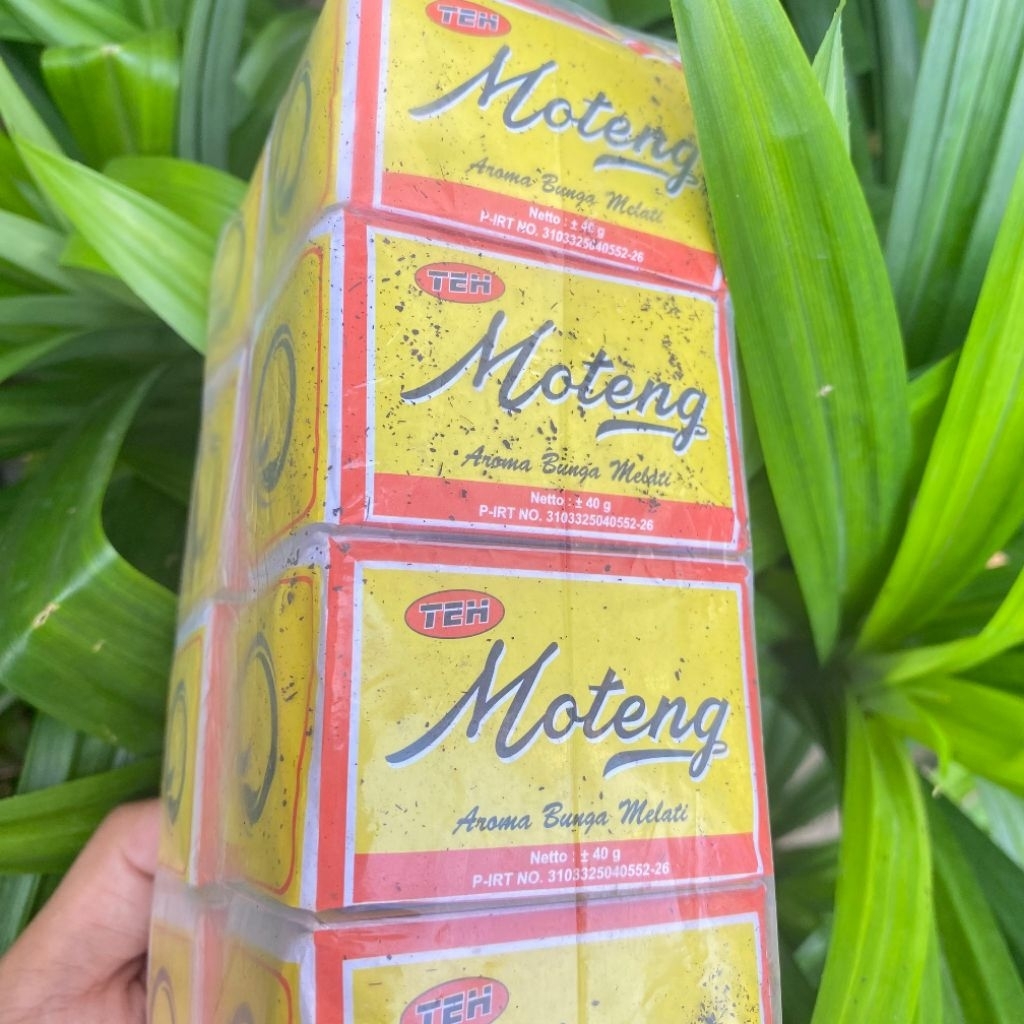 TEH
Moteng
Aroma Bunga Melati
Netto : ± 40 g
P-IRT NO. 3103325040552-26
TEH
Moteng
Aroma Bunga Melati
Netto : ± 40 g
P-IRT NO. 3103325040552-26
TEH
Moteng
Aroma Bunga Melati
Netto : ± 40 g
P-IRT NO. 3103325040552-26
TEH